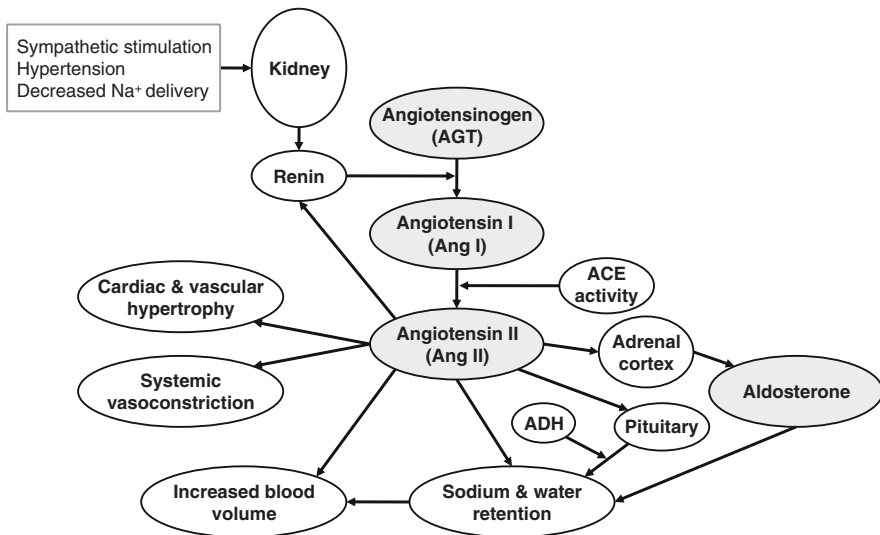 Sympathetic stimulation
Hypertension
Decreased Na⁺ delivery
Kidney
Angiotensinogen
(AGT)
Renin
Angiotensin I
(Ang I)
ACE
activity
Cardiac & vascular
hypertrophy
Angiotensin II
(Ang II)
Adrenal
cortex
Systemic
vasoconstriction
Aldosterone
ADH
Pituitary
Increased blood
volume
Sodium & water
retention